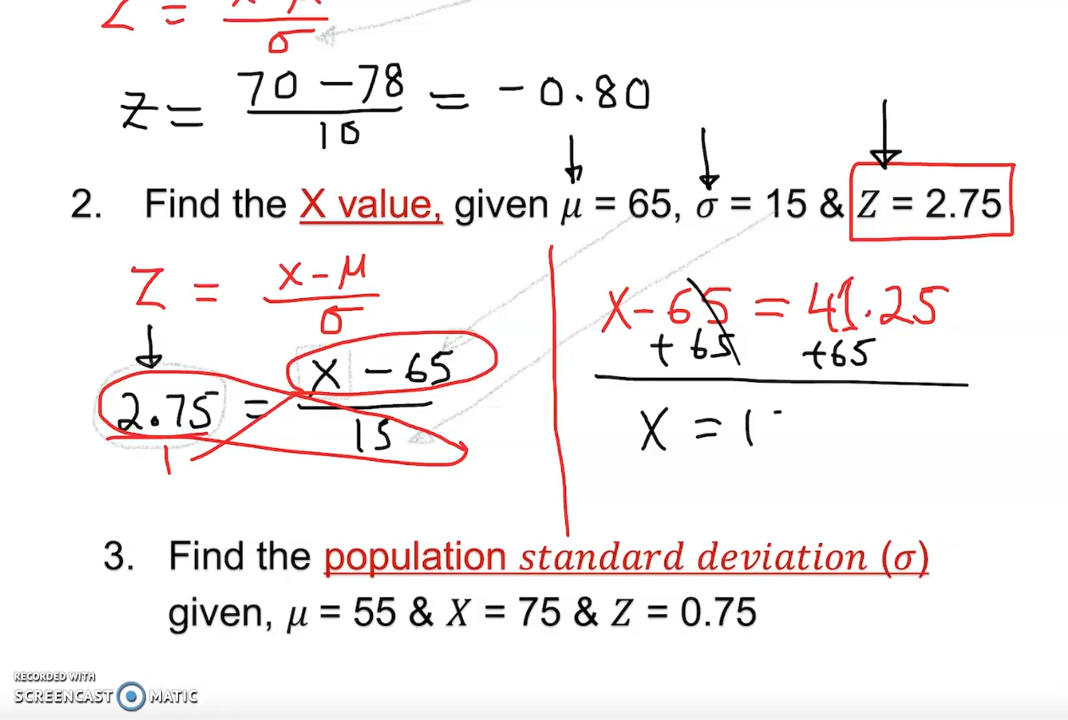 Z = X-μ / σ
Z = 70-78 / 10 = -0.80
2. Find the X value, given μ = 65, σ = 15 & Z = 2.75
Z = X-μ / σ
2.75 / 1 = X-65 / 15
X-65 = 41.25
+65 +65
X = 1
3. Find the population standard deviation (σ)
given, μ = 55 & X = 75 & Z = 0.75
RECORDED WITH
SCREENCAST MATIC